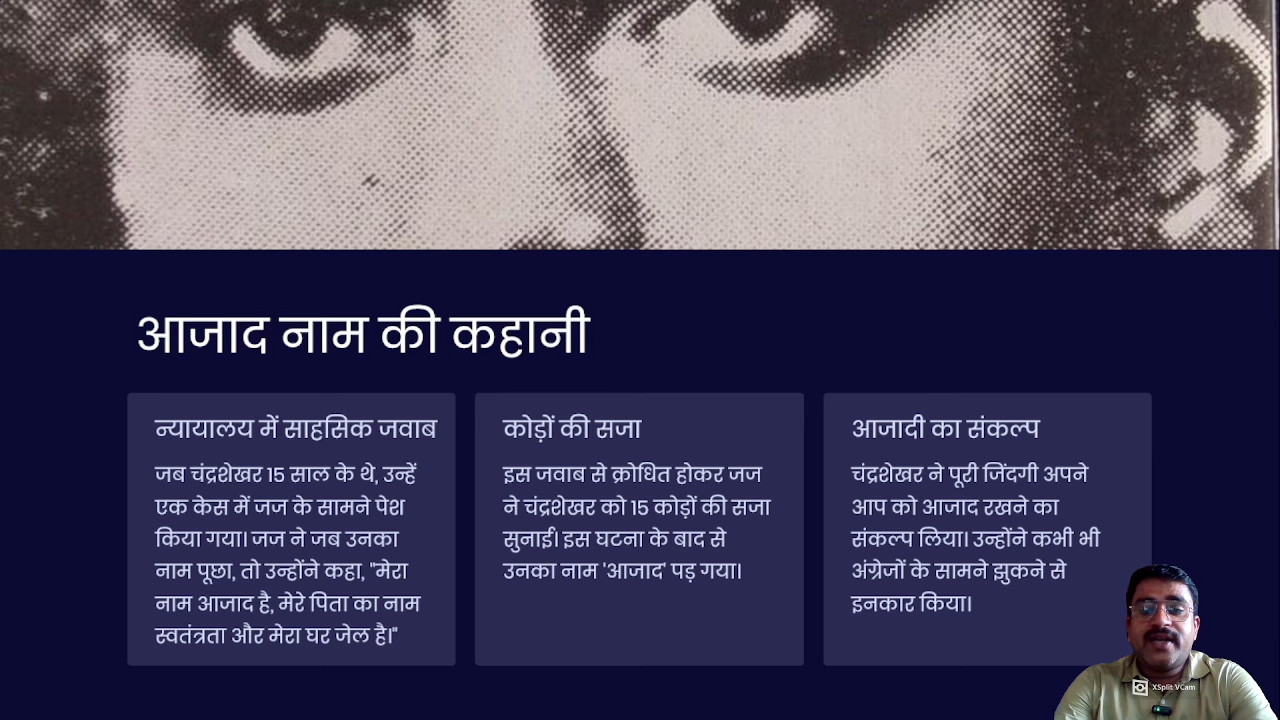 आजाद नाम की कहानी
न्यायालय में साहसिक जवाब
जब चंद्रशेखर 15 साल के थे, उन्हें
एक केस में जज के सामने पेश
किया गया। जज ने जब उनका
नाम पूछा, तो उन्होंने कहा, "मेरा
नाम आजाद है, मेरे पिता का नाम
स्वतंत्रता और मेरा घर जेल है।"
कोड़ों की सजा
इस जवाब से क्रोधित होकर जज
ने चंद्रशेखर को 15 कोड़ों की सजा
सुनाई। इस घटना के बाद से
उनका नाम 'आजाद' पड़ गया।
आजादी का संकल्प
चंद्रशेखर ने पूरी जिंदगी अपने
आप को आजाद रखने का
संकल्प लिया। उन्होंने कभी भी
अंग्रेजों के सामने झुकने से
इनकार किया।
XSplit VCam